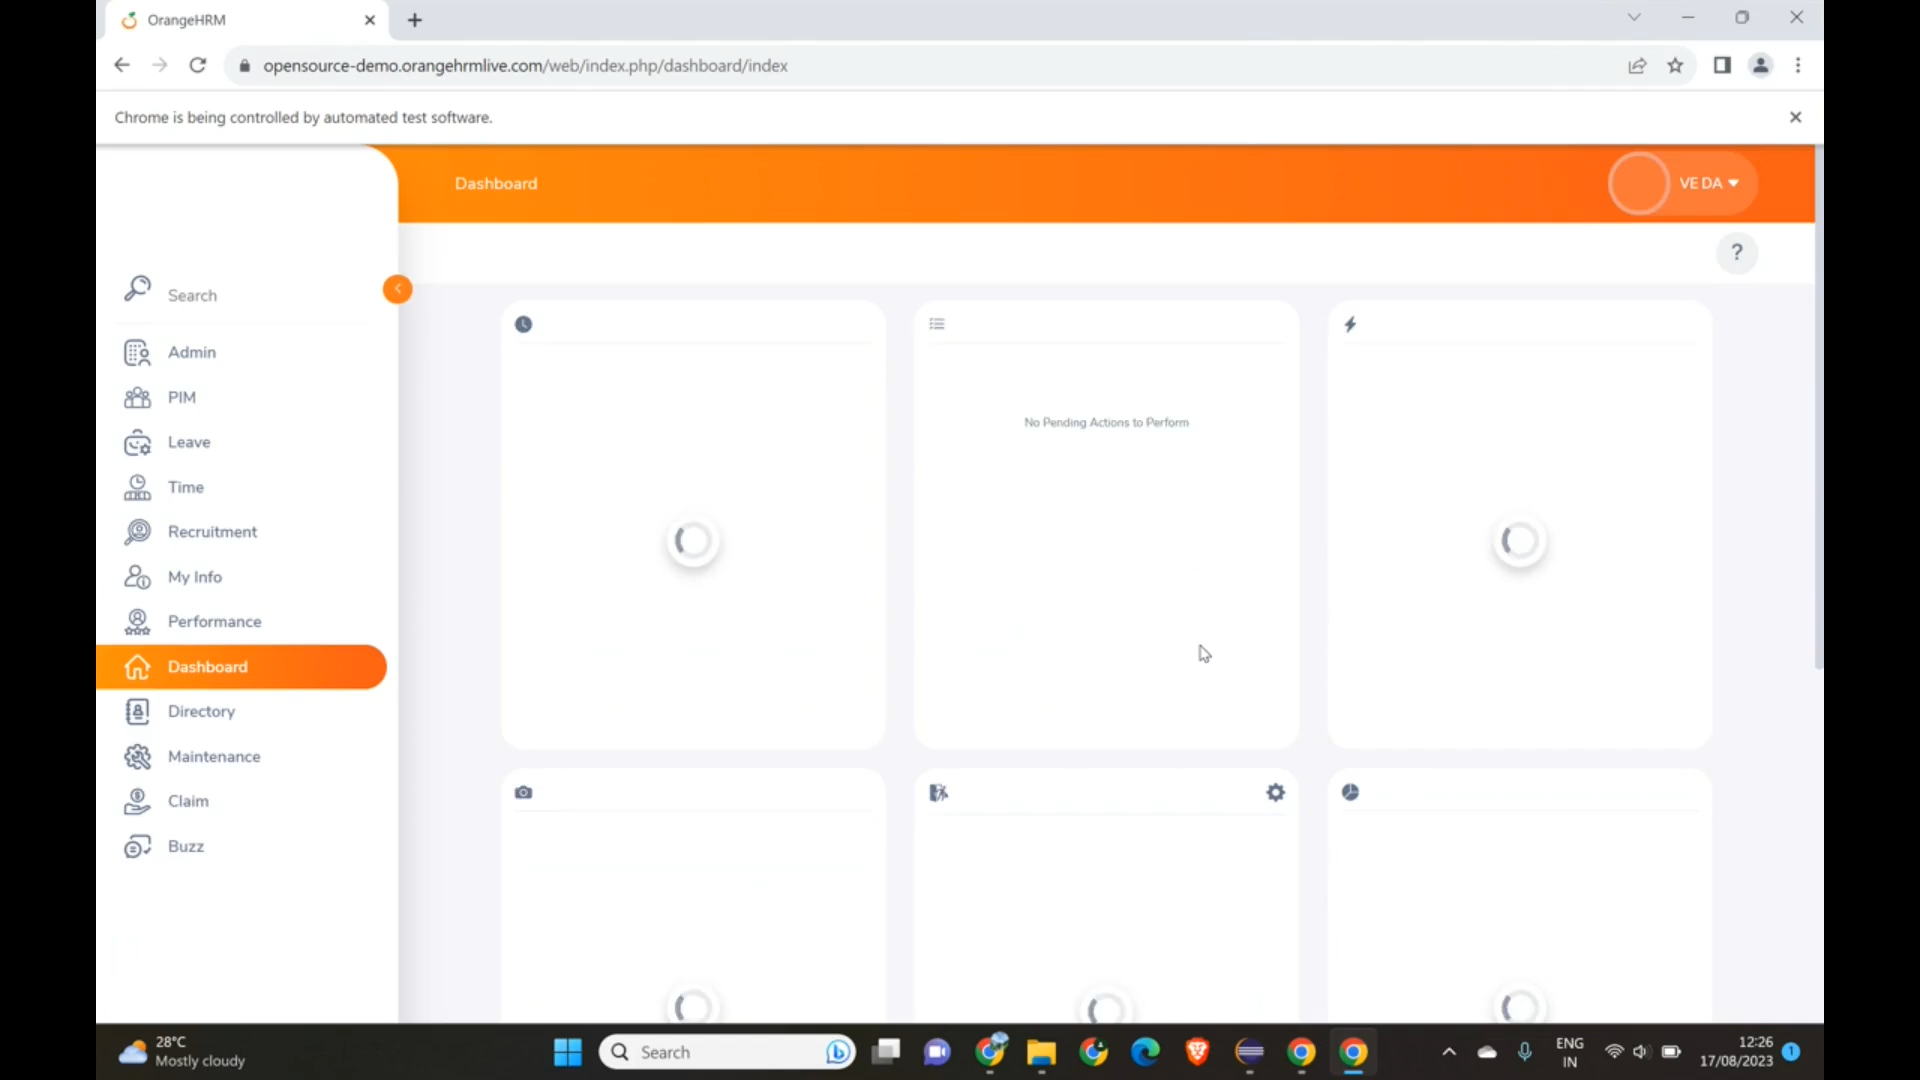 OrangeHRM
opensource-demo.orangehrmlive.com/web/index.php/dashboard/index
Chrome is being controlled by automated test software.
Dashboard
VE DA
?
Search
Admin
PIM
Leave
Time
Recruitment
My Info
Performance
Dashboard
Directory
Maintenance
Claim
Buzz
No Pending Actions to Perform
28°C
Mostly cloudy
Search
ENG
IN
12:26
17/08/2023
1